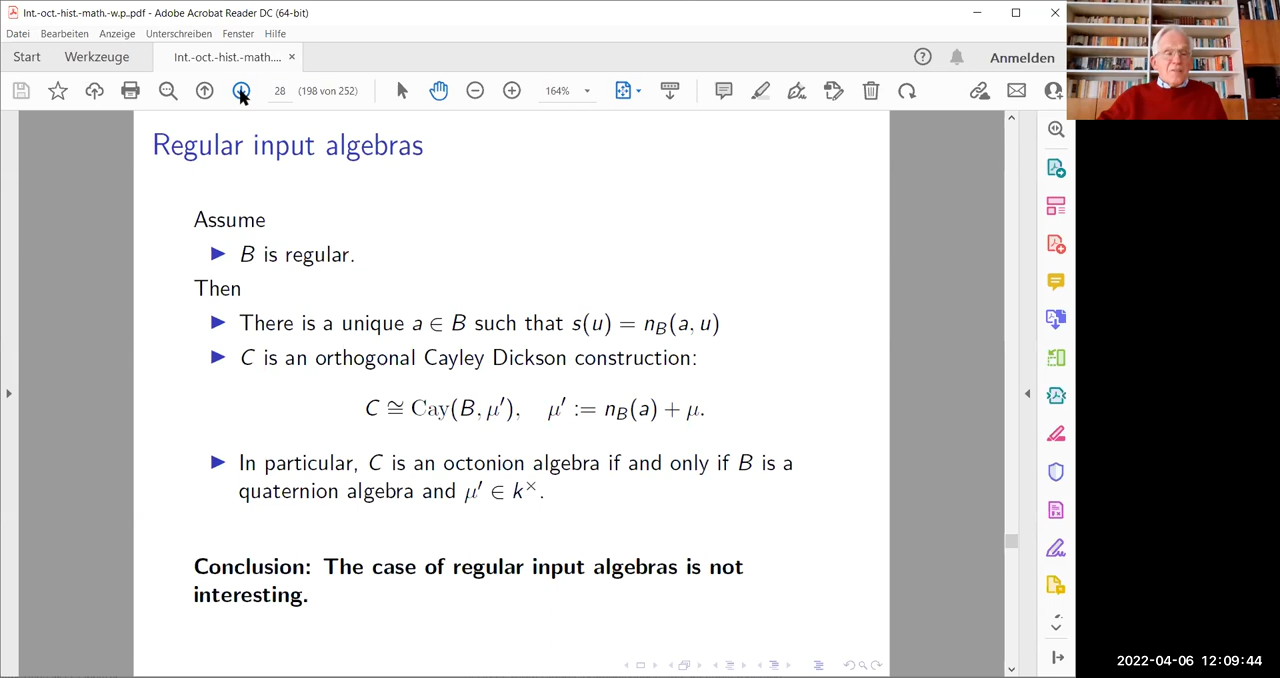 Int.-oct.-hist.-math.-w.p..pdf - Adobe Acrobat Reader DC (64-bit)
Datei Bearbeiten Anzeige Unterschreiben Fenster Hilfe
Start Werkzeuge Int.-oct.-hist.-math.... × Anmelden
28 (198 von 252) 164%
Regular input algebras
Assume
▶ B is regular.
Then
▶ There is a unique a ∈ B such that s(u) = n_B(a, u)
▶ C is an orthogonal Cayley Dickson construction:
C ≅ Cay(B, μ′), μ′ := n_B(a) + μ.
▶ In particular, C is an octonion algebra if and only if B is a
quaternion algebra and μ′ ∈ k^×.
Conclusion: The case of regular input algebras is not
interesting.
2022-04-06 12:09:44